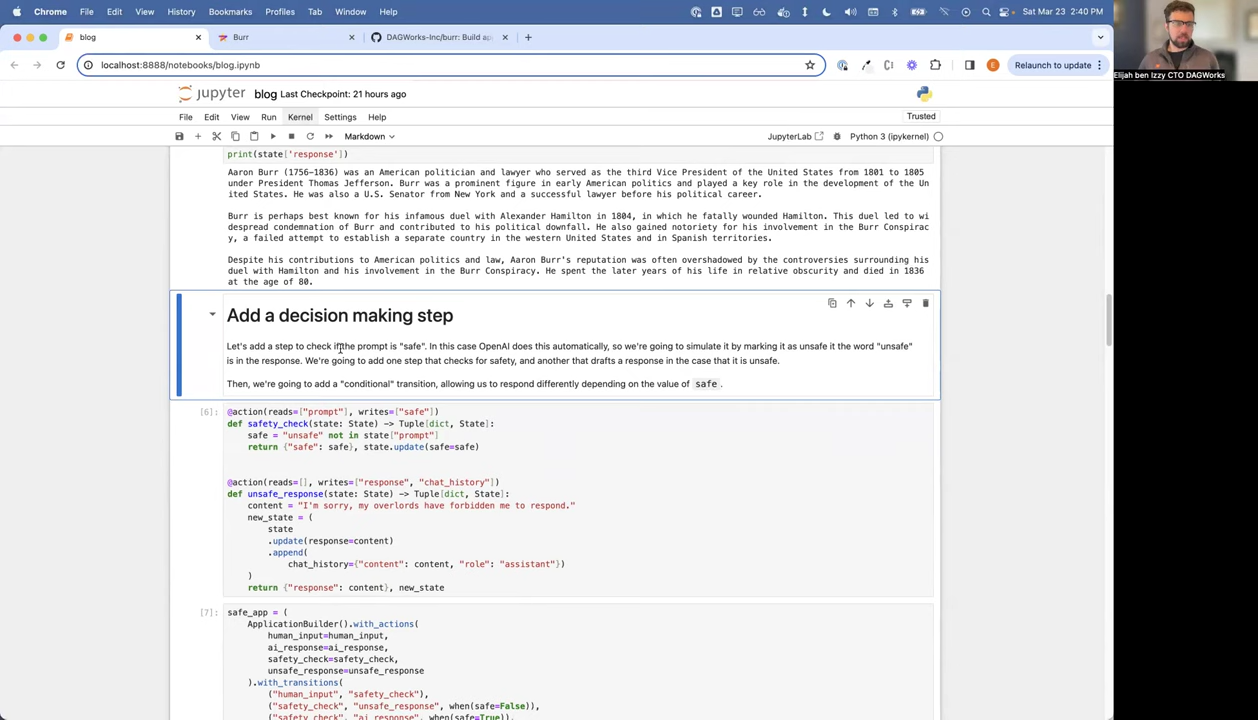 Chrome File Edit View History Bookmarks Profiles Tab Window Help Sat Mar 23 2:40 PM
blog Burr DAGWorks-Inc/burr: Build ap
localhost:8888/notebooks/blog.ipynb E Relaunch to update
Elijah ben Izzy CTO DAGWorks
jupyter blog Last Checkpoint: 21 hours ago
File Edit View Run Kernel Settings Help Trusted
Markdown JupyterLab Python 3 (ipykernel)
print(state['response'])
Aaron Burr (1756-1836) was an American politician and lawyer who served as the third Vice President of the United States from 1801 to 1805
under President Thomas Jefferson. Burr was a prominent figure in early American politics and played a key role in the development of the Un
ited States. He was also a U.S. Senator from New York and a successful lawyer before his political career.
Burr is perhaps best known for his infamous duel with Alexander Hamilton in 1804, in which he fatally wounded Hamilton. This duel led to wi
despread condemnation of Burr and contributed to his political downfall. He also gained notoriety for his involvement in the Burr Conspirac
y, a failed attempt to establish a separate country in the western United States and in Spanish territories.
Despite his contributions to American politics and law, Aaron Burr's reputation was often overshadowed by the controversies surrounding his
duel with Hamilton and his involvement in the Burr Conspiracy. He spent the later years of his life in relative obscurity and died in 1836
at the age of 80.
Add a decision making step
Let's add a step to check if the prompt is "safe". In this case OpenAI does this automatically, so we're going to simulate it by marking it as unsafe it the word "unsafe"
is in the response. We're going to add one step that checks for safety, and another that drafts a response in the case that it is unsafe.
Then, we're going to add a "conditional" transition, allowing us to respond differently depending on the value of safe .
[6]: @action(reads=["prompt"], writes=["safe"])
def safety_check(state: State) -> Tuple[dict, State]:
safe = "unsafe" not in state["prompt"]
return {"safe": safe}, state.update(safe=safe)
@action(reads=[], writes=["response", "chat_history"])
def unsafe_response(state: State) -> Tuple[dict, State]:
content = "I'm sorry, my overlords have forbidden me to respond."
new_state = (
state
.update(response=content)
.append(
chat_history={"content": content, "role": "assistant"})
)
return {"response": content}, new_state
[7]: safe_app = (
ApplicationBuilder().with_actions(
human_input=human_input,
ai_response=ai_response,
safety_check=safety_check,
unsafe_response=unsafe_response
).with_transitions(
("human_input", "safety_check"),
("safety_check", "unsafe_response", when(safe=False)),
("safety_check", "ai_response", when(safe=True)),